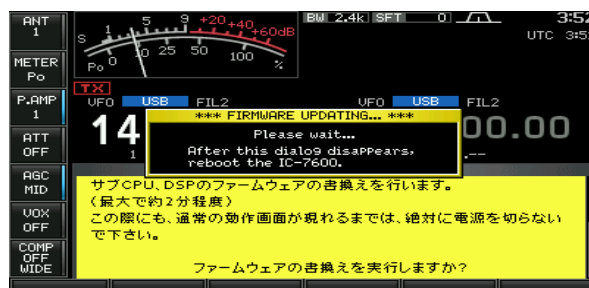 ANT
1
METER
Po
P.AMP
1
ATT
OFF
AGC
MID
VOX
OFF
COMP
OFF
WIDE
S 1 5 9 +20 +40 +60dB
Po 0 10 25 50 100 %
BW 2.4k SFT 0
3:52
UTC 3:5
TX
VFO USB FIL2
VFO USB FIL2
14
00.00
1
.--
*** FIRMWARE UPDATING... ***
Please wait...
After this dialog disappears,
reboot the IC-7600.
サブCPU、DSPのファームウェアの書換えを行います。
(最大で約2分程度)
この際にも、通常の動作画面が現れるまでは、絶対に電源を切らない
で下さい。
ファームウェアの書換えを実行しますか?